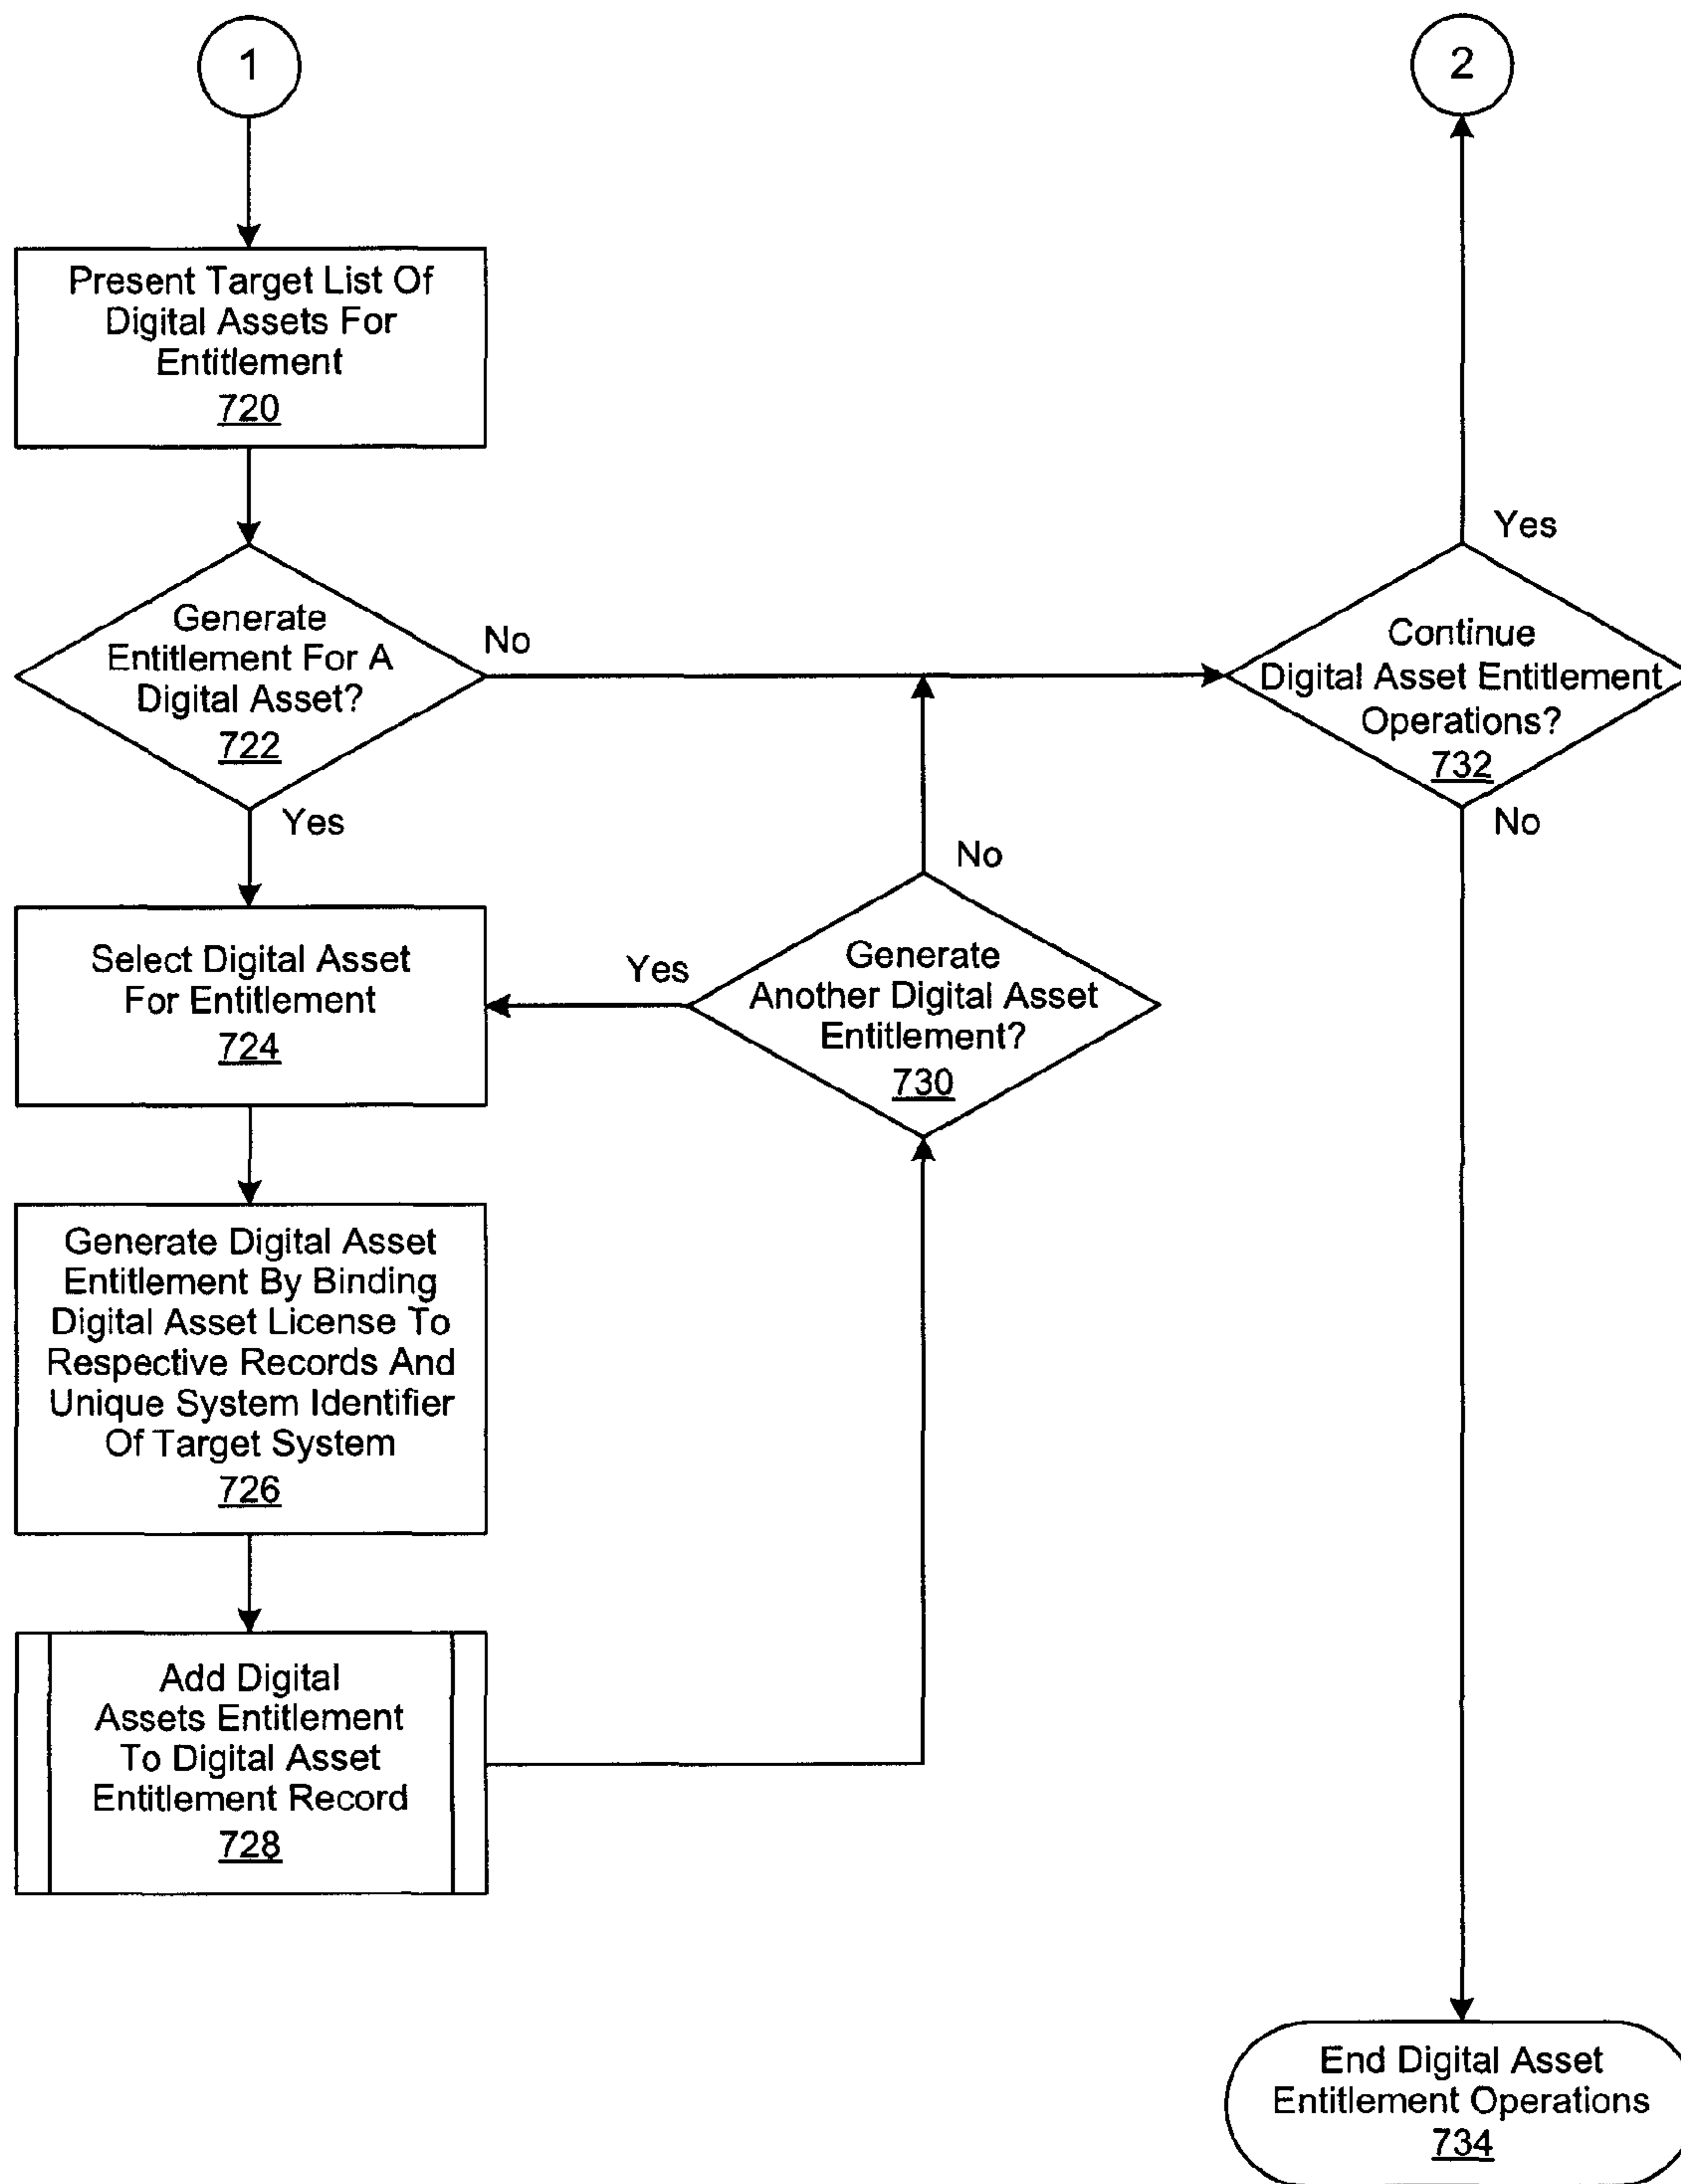 1
2
Present Target List Of
Digital Assets For
Entitlement
720
Generate
Entitlement For A
Digital Asset?
722
No
Yes
Continue
Digital Asset Entitlement
Operations?
732
Yes
No
Select Digital Asset
For Entitlement
724
Generate
Another Digital Asset
Entitlement?
730
Yes
No
Generate Digital Asset
Entitlement By Binding
Digital Asset License To
Respective Records And
Unique System Identifier
Of Target System
726
Add Digital
Assets Entitlement
To Digital Asset
Entitlement Record
728
End Digital Asset
Entitlement Operations
734